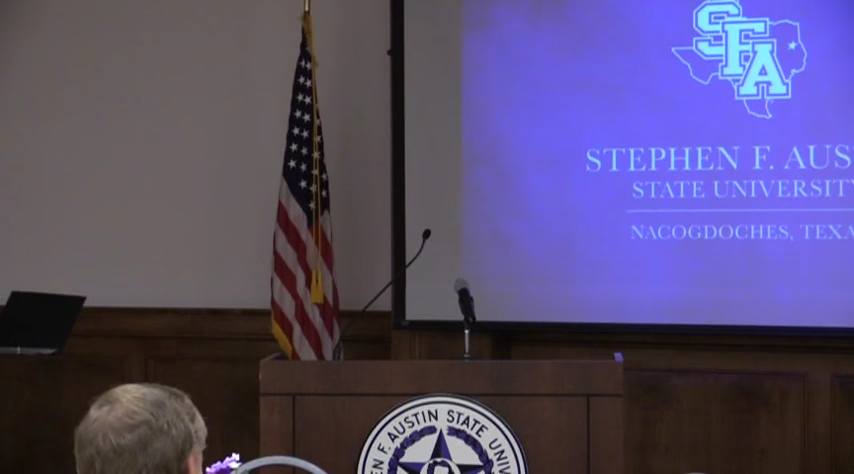 SFA
STEPHEN F. AUS
STATE UNIVERSITY
NACOGDOCHES, TEXA
EN F. AUSTIN STATE UNIV